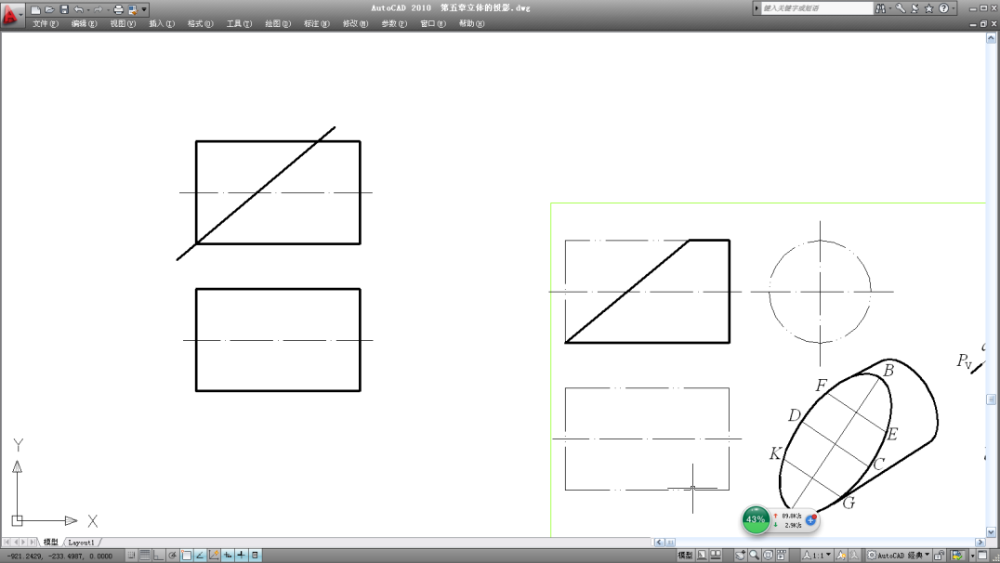 AutoCAD 2010 第五章立体的投影.dwg
键入关键字或短语
文件(F) 编辑(E) 视图(V) 插入(I) 格式(O) 工具(T) 绘图(D) 标注(N) 修改(M) 参数(P) 窗口(W) 帮助(H)
B
F
D
E
K
C
G
PV
Y
X
43%
89.8K/s
2.9K/s
模型 Layout1
-921.2429, -233.4987, 0.0000
模型
1:1
AutoCAD 经典